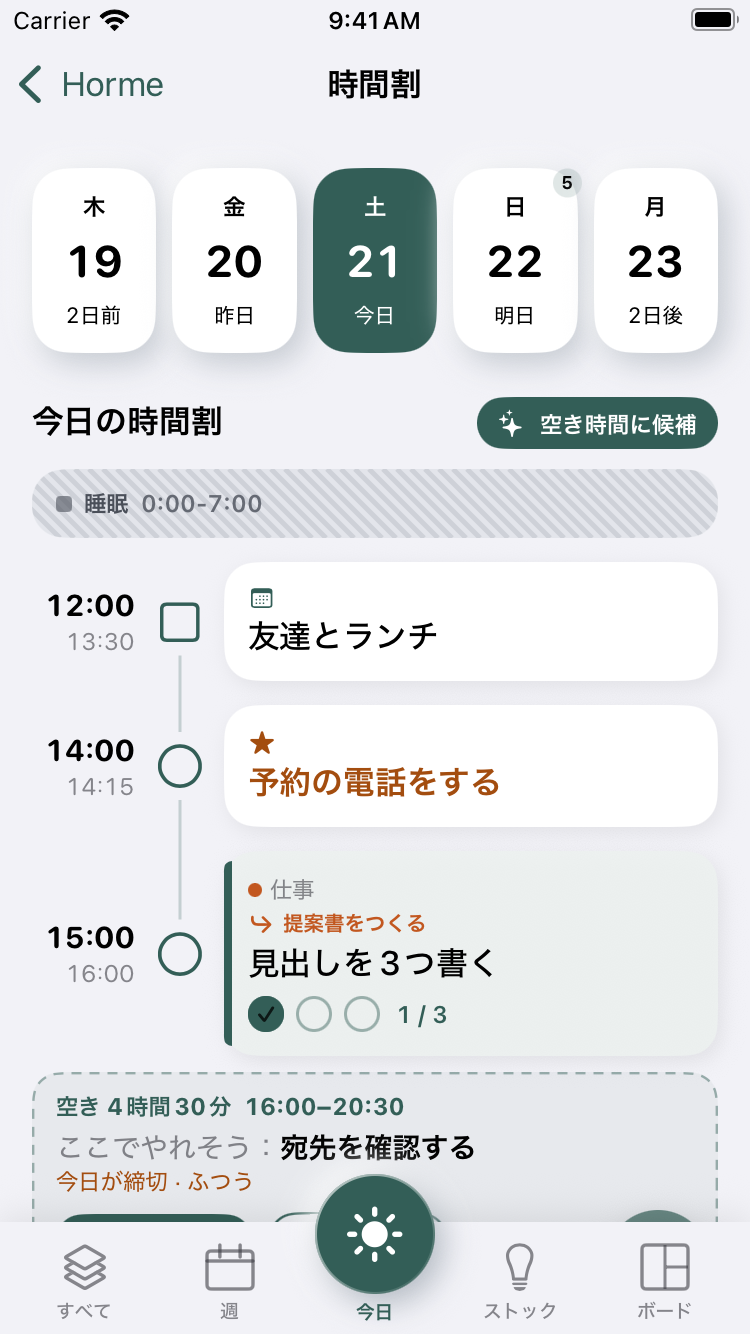 Carrier 9:41 AM
Horme 時間割
木 金 土 日 5 月
19 20 21 22 23
2日前 昨日 今日 明日 2日後
今日の時間割 空き時間に候補
睡眠 0:00-7:00
12:00
13:30
友達とランチ
14:00
14:15
予約の電話をする
仕事
提案書をつくる
15:00
16:00
見出しを3つ書く
1 / 3
空き 4時間30分 16:00–20:30
ここでやれそう：宛先を確認する
今日が締切 · ふつう
すべて 週 今日 ストック ボード